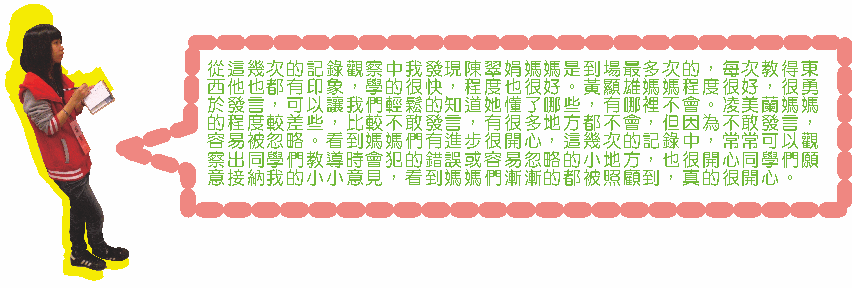 從這幾次的記錄觀察中我發現陳翠娟媽媽是到場最多次的，每次教得東
西他也都有印象，學的很快，程度也很好。黃顯雄媽媽程度很好，很勇
於發言，可以讓我們輕鬆的知道她懂了哪些，有哪裡不會。凌美蘭媽媽
的程度較差些，比較不敢發言，有很多地方都不會，但因為不敢發言，
容易被忽略。看到媽媽們有進步很開心，這幾次的記錄中，常常可以觀
察出同學們教導時會犯的錯誤或容易忽略的小地方，也很開心同學們願
意接納我的小小意見，看到媽媽們漸漸的都被照顧到，真的很開心。